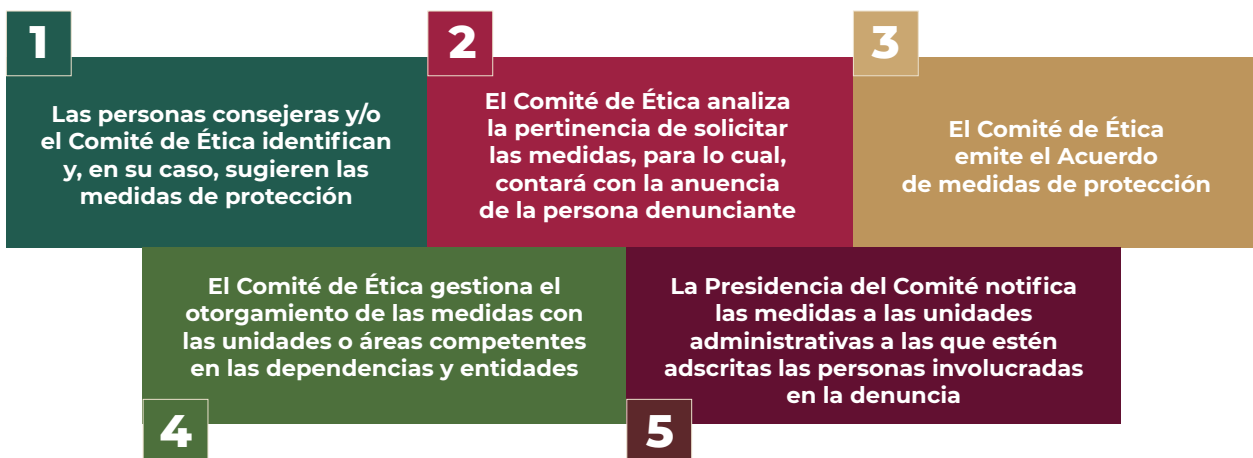 1
Las personas consejeras y/o
el Comité de Ética identifican
y, en su caso, sugieren las
medidas de protección
2
El Comité de Ética analiza
la pertinencia de solicitar
las medidas, para lo cual,
contará con la anuencia
de la persona denunciante
3
El Comité de Ética
emite el Acuerdo
de medidas de protección
4
El Comité de Ética gestiona el
otorgamiento de las medidas con
las unidades o áreas competentes
en las dependencias y entidades
5
La Presidencia del Comité notifica
las medidas a las unidades
administrativas a las que estén
adscritas las personas involucradas
en la denuncia